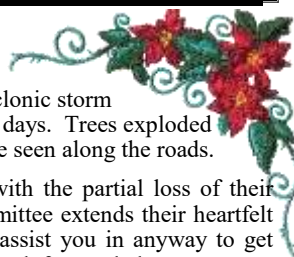 clonic storm
days. Trees exploded
e seen along the roads.
with the partial loss of their
mittee extends their heartfelt
assist you in anyway to get